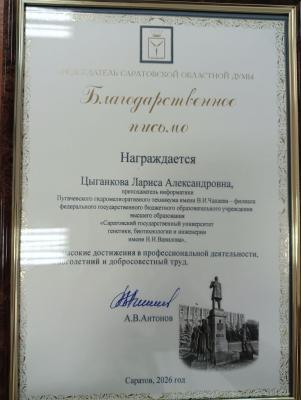 ПРЕДСЕДАТЕЛЬ САРАТОВСКОЙ ОБЛАСТНОЙ ДУМЫ
Благодарственное
письмо
Награждается
Цыганкова Лариса Александровна,
преподаватель информатики
Пугачевского гидромелиоративного техникума имени В.И.Чапаева – филиала
федерального государственного бюджетного образовательного учреждения
высшего образования
«Саратовский государственный университет
генетики, биотехнологии и инженерии
имени Н.И.Вавилова»,
высокие достижения в профессиональной деятельности,
многолетний и добросовестный труд.
А.В.Антонов
Саратов, 2026 год